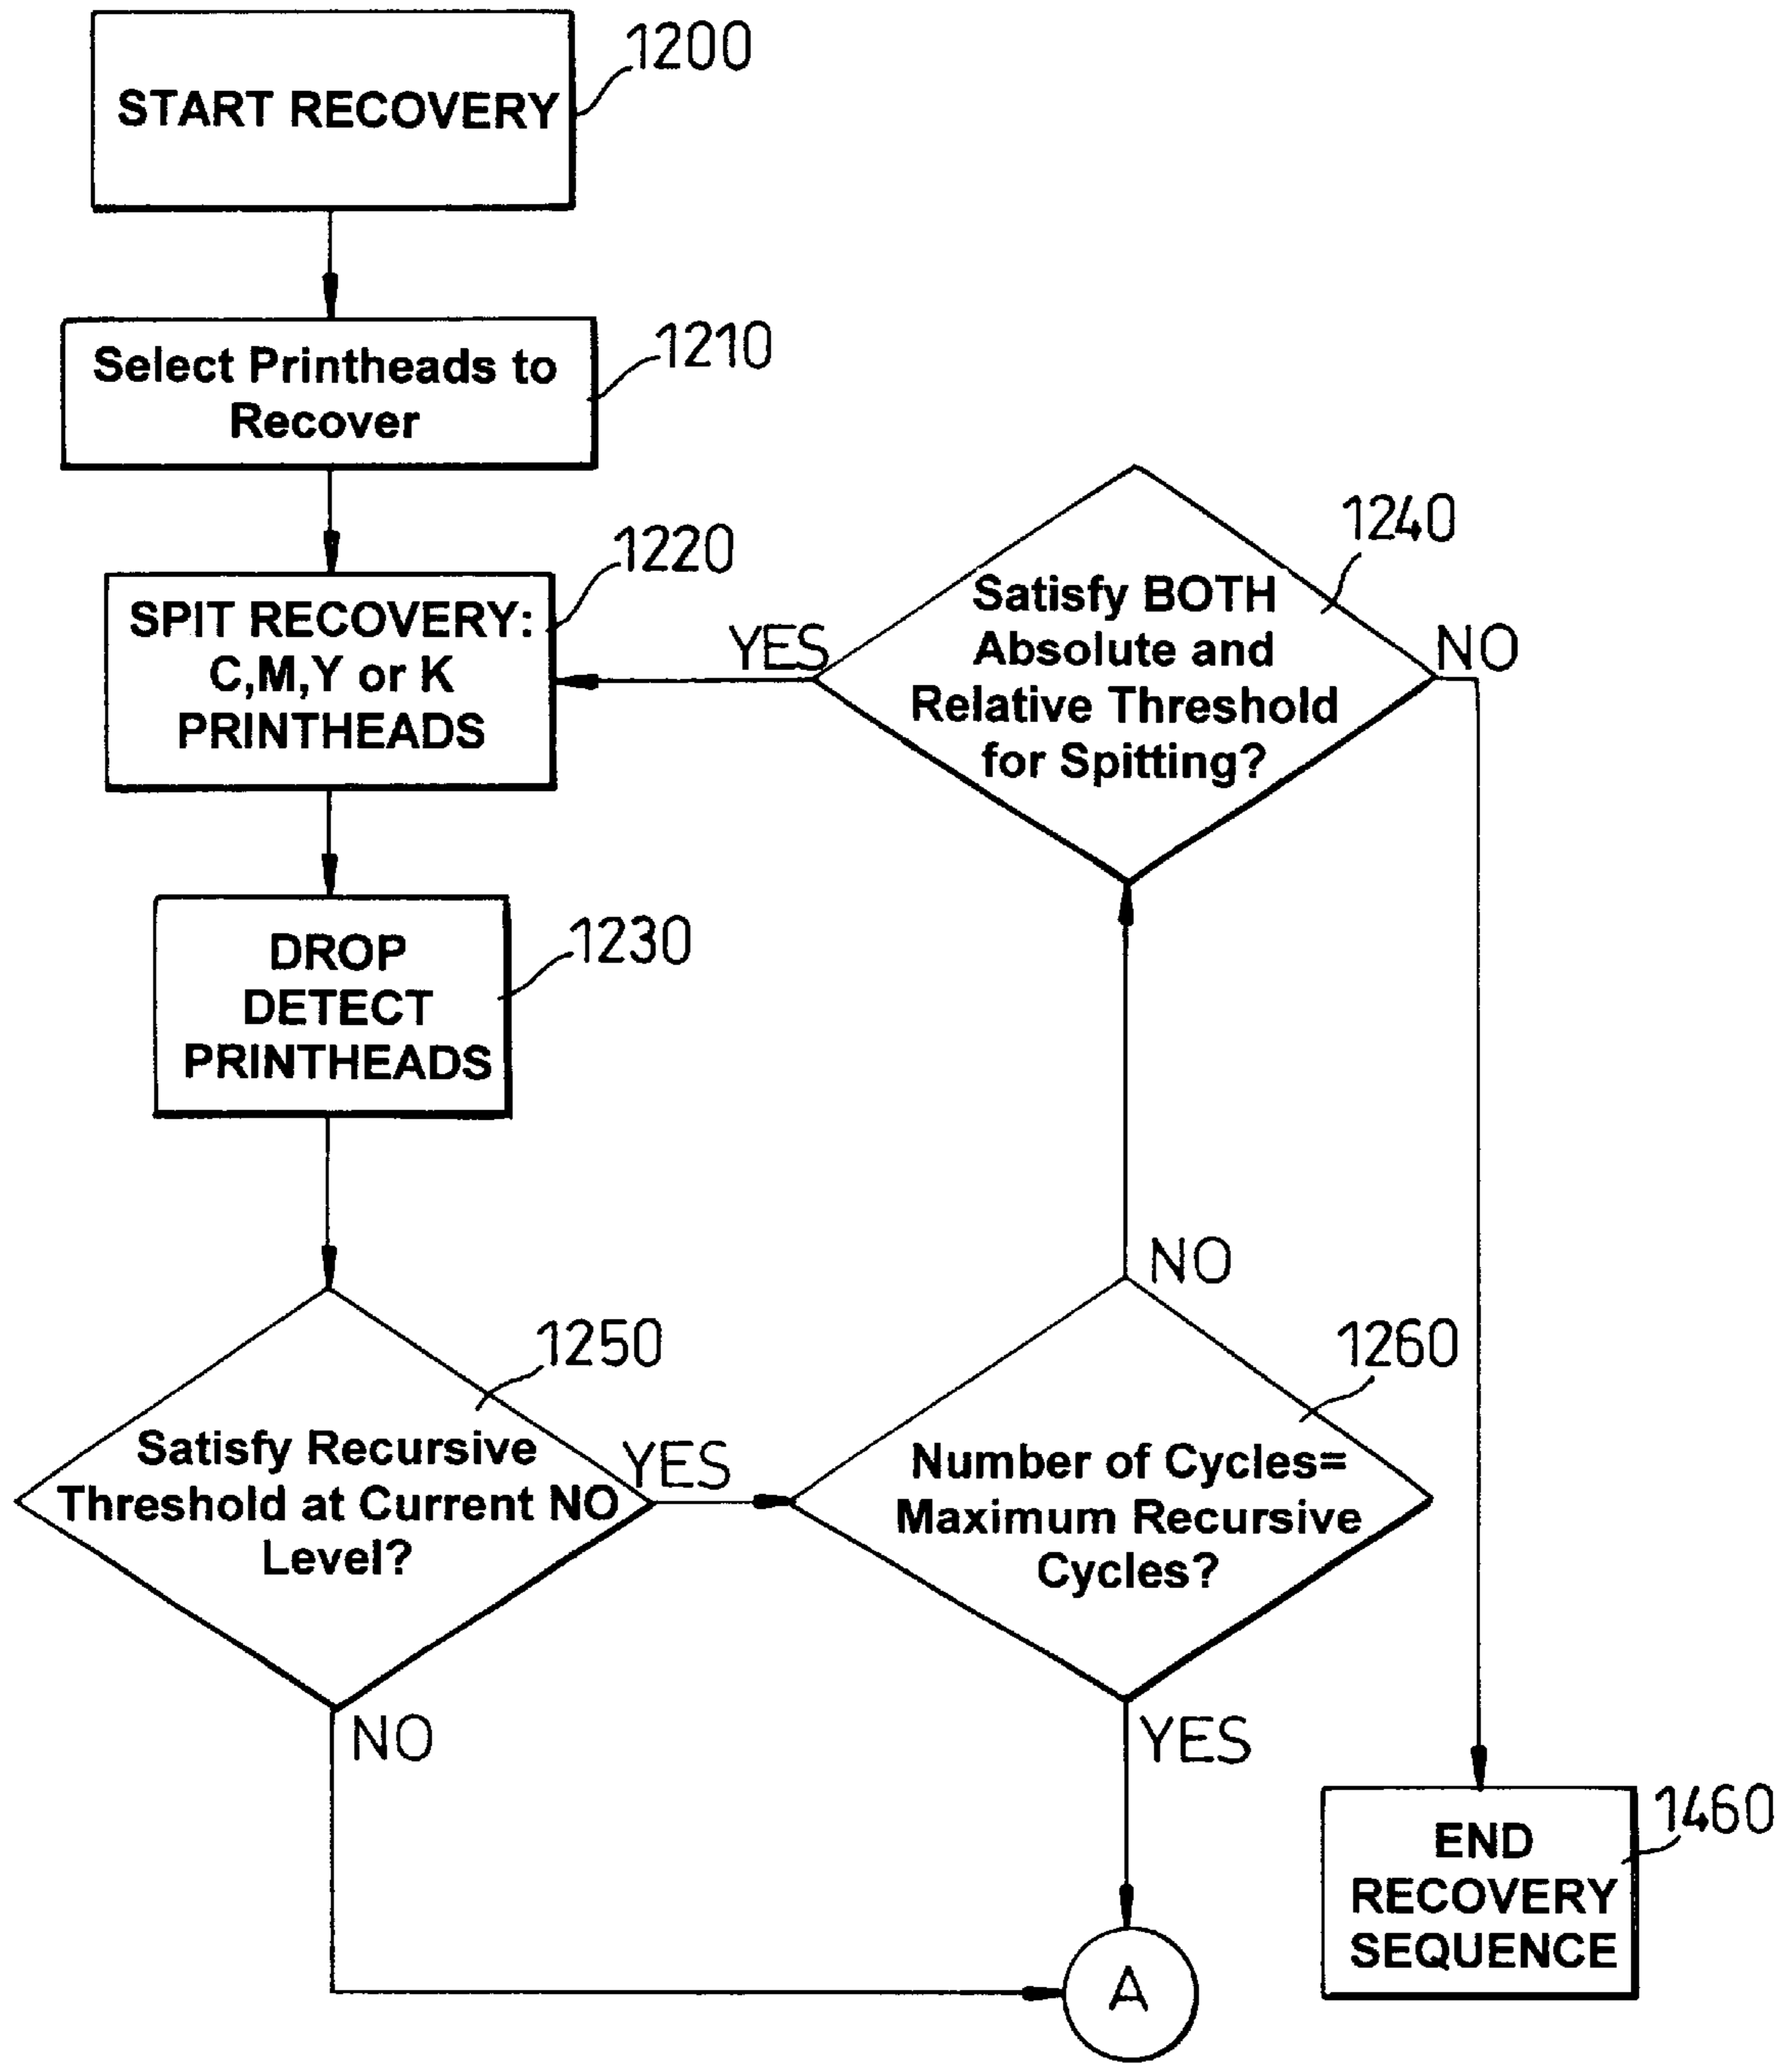 START RECOVERY
1200
Select Printheads to
Recover
1210
SPIT RECOVERY:
C,M,Y or K
PRINTHEADS
1220
DROP
DETECT
PRINTHEADS
1230
Satisfy BOTH
Absolute and
Relative Threshold
for Spitting?
1240
YES
NO
Satisfy Recursive
Threshold at Current NO
Level?
1250
YES
NO
Number of Cycles=
Maximum Recursive
Cycles?
1260
NO
YES
A
END
RECOVERY
SEQUENCE
1460